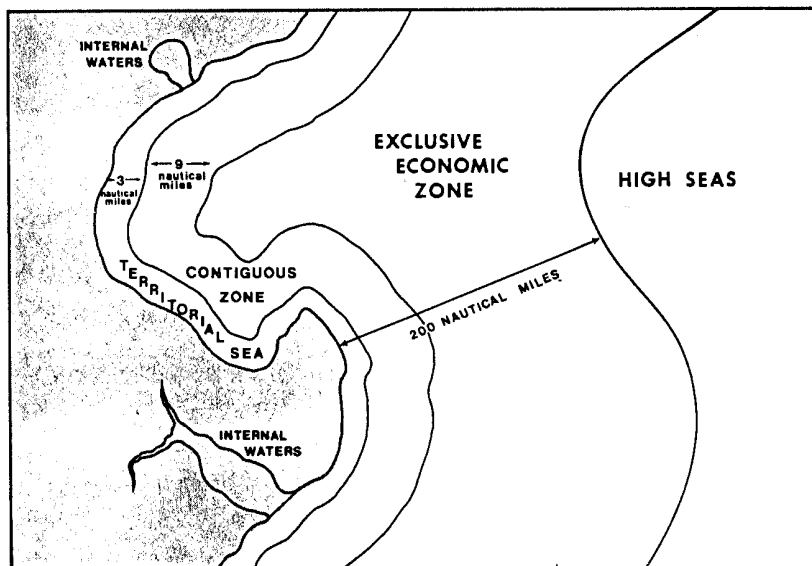 INTERNAL
WATERS
9
nautical
miles
3
nautical
miles
EXCLUSIVE
ECONOMIC
ZONE
HIGH SEAS
CONTIGUOUS
ZONE
TERRITORIAL
SEA
200 NAUTICAL MILES
INTERNAL
WATERS